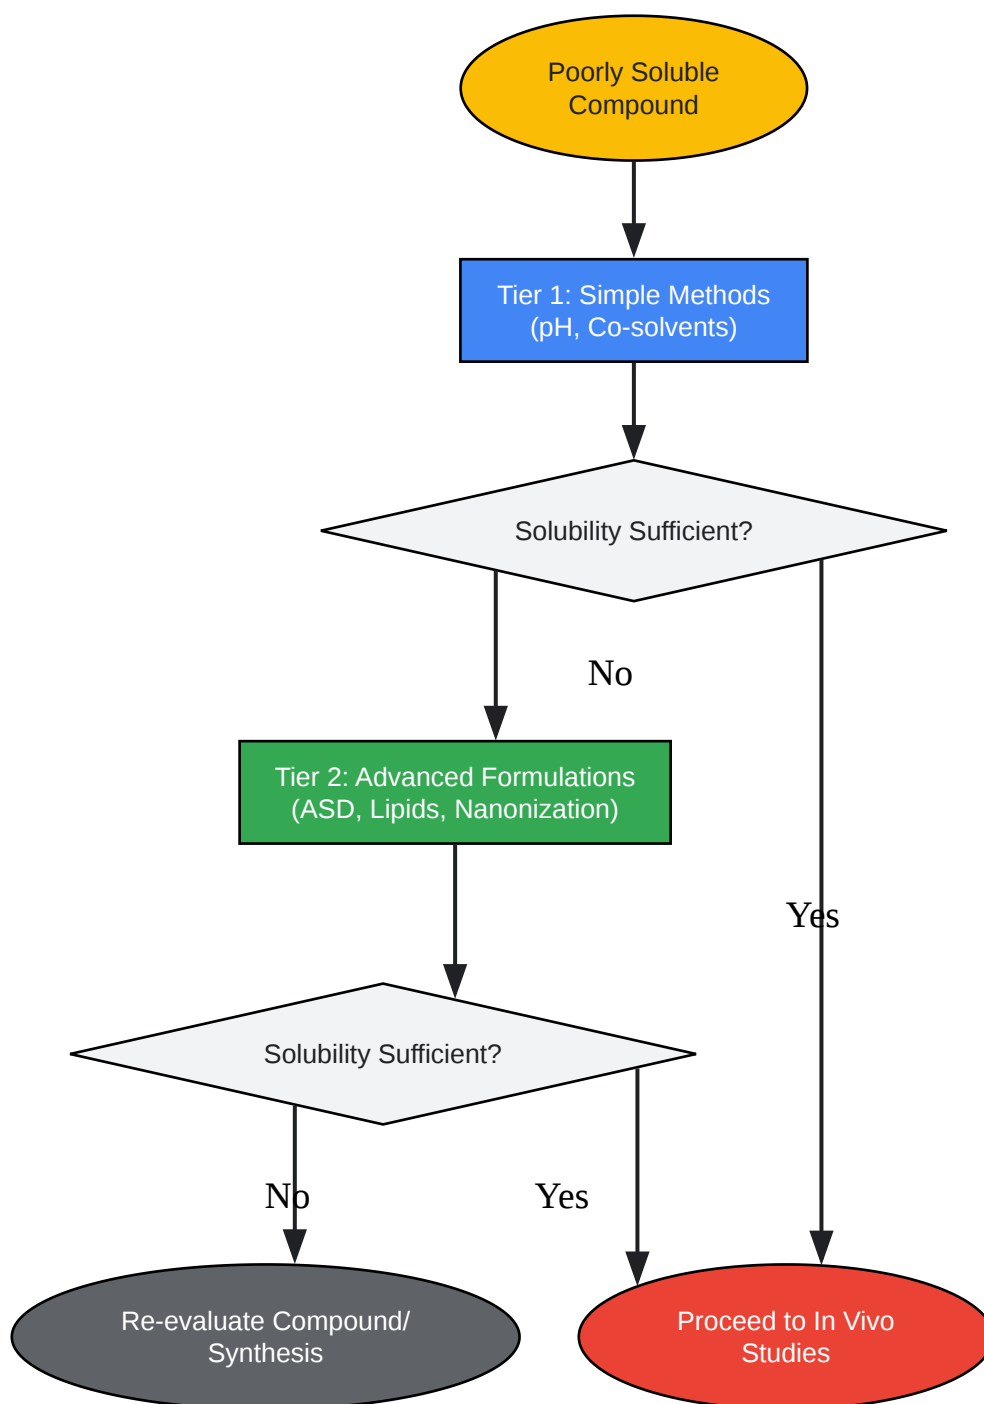 Poorly Soluble
Compound
Tier 1: Simple Methods
(pH, Co-solvents)
Solubility Sufficient?
No
Tier 2: Advanced Formulations
(ASD, Lipids, Nanonization)
Yes
Solubility Sufficient?
No
Yes
Re-evaluate Compound/
Synthesis
Proceed to In Vivo
Studies